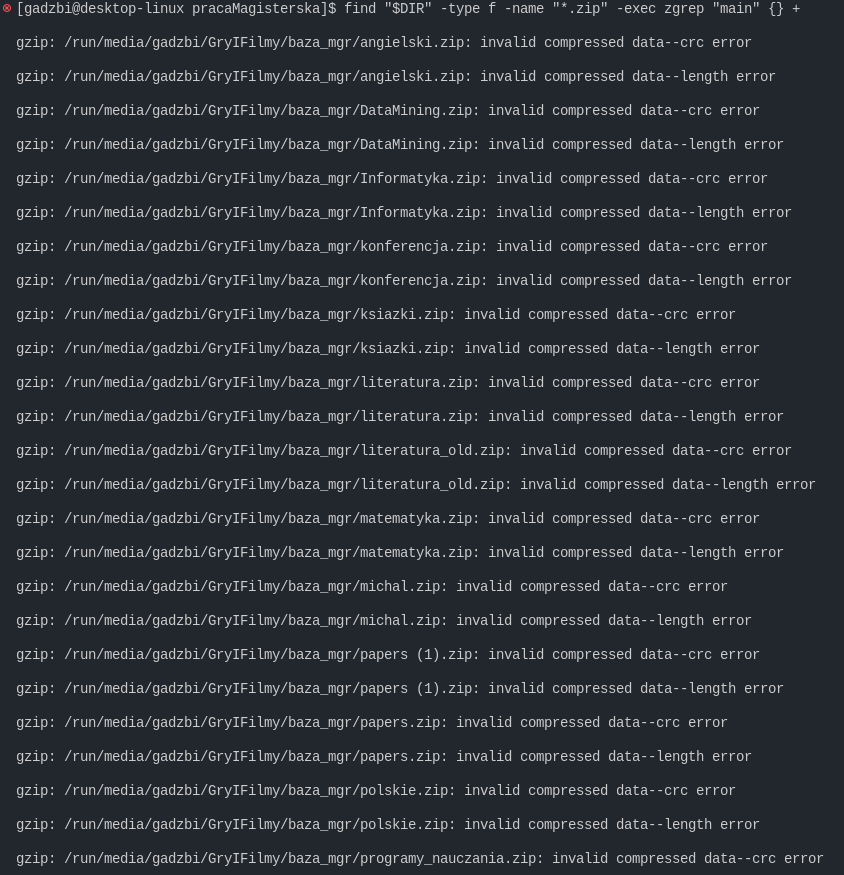 [gadzbi@desktop-linux pracaMagisterska]$ find "$DIR" -type f -name "*.zip" -exec zgrep "main" {} +
gzip: /run/media/gadzbi/GryIFilmy/baza_mgr/angielski.zip: invalid compressed data--crc error
gzip: /run/media/gadzbi/GryIFilmy/baza_mgr/angielski.zip: invalid compressed data--length error
gzip: /run/media/gadzbi/GryIFilmy/baza_mgr/DataMining.zip: invalid compressed data--crc error
gzip: /run/media/gadzbi/GryIFilmy/baza_mgr/DataMining.zip: invalid compressed data--length error
gzip: /run/media/gadzbi/GryIFilmy/baza_mgr/Informatyka.zip: invalid compressed data--crc error
gzip: /run/media/gadzbi/GryIFilmy/baza_mgr/Informatyka.zip: invalid compressed data--length error
gzip: /run/media/gadzbi/GryIFilmy/baza_mgr/konferencja.zip: invalid compressed data--crc error
gzip: /run/media/gadzbi/GryIFilmy/baza_mgr/konferencja.zip: invalid compressed data--length error
gzip: /run/media/gadzbi/GryIFilmy/baza_mgr/ksiazki.zip: invalid compressed data--crc error
gzip: /run/media/gadzbi/GryIFilmy/baza_mgr/ksiazki.zip: invalid compressed data--length error
gzip: /run/media/gadzbi/GryIFilmy/baza_mgr/literatura.zip: invalid compressed data--crc error
gzip: /run/media/gadzbi/GryIFilmy/baza_mgr/literatura.zip: invalid compressed data--length error
gzip: /run/media/gadzbi/GryIFilmy/baza_mgr/literatura_old.zip: invalid compressed data--crc error
gzip: /run/media/gadzbi/GryIFilmy/baza_mgr/literatura_old.zip: invalid compressed data--length error
gzip: /run/media/gadzbi/GryIFilmy/baza_mgr/matematyka.zip: invalid compressed data--crc error
gzip: /run/media/gadzbi/GryIFilmy/baza_mgr/matematyka.zip: invalid compressed data--length error
gzip: /run/media/gadzbi/GryIFilmy/baza_mgr/michal.zip: invalid compressed data--crc error
gzip: /run/media/gadzbi/GryIFilmy/baza_mgr/michal.zip: invalid compressed data--length error
gzip: /run/media/gadzbi/GryIFilmy/baza_mgr/papers (1).zip: invalid compressed data--crc error
gzip: /run/media/gadzbi/GryIFilmy/baza_mgr/papers (1).zip: invalid compressed data--length error
gzip: /run/media/gadzbi/GryIFilmy/baza_mgr/papers.zip: invalid compressed data--crc error
gzip: /run/media/gadzbi/GryIFilmy/baza_mgr/papers.zip: invalid compressed data--length error
gzip: /run/media/gadzbi/GryIFilmy/baza_mgr/polskie.zip: invalid compressed data--crc error
gzip: /run/media/gadzbi/GryIFilmy/baza_mgr/polskie.zip: invalid compressed data--length error
gzip: /run/media/gadzbi/GryIFilmy/baza_mgr/programy_nauczania.zip: invalid compressed data--crc error